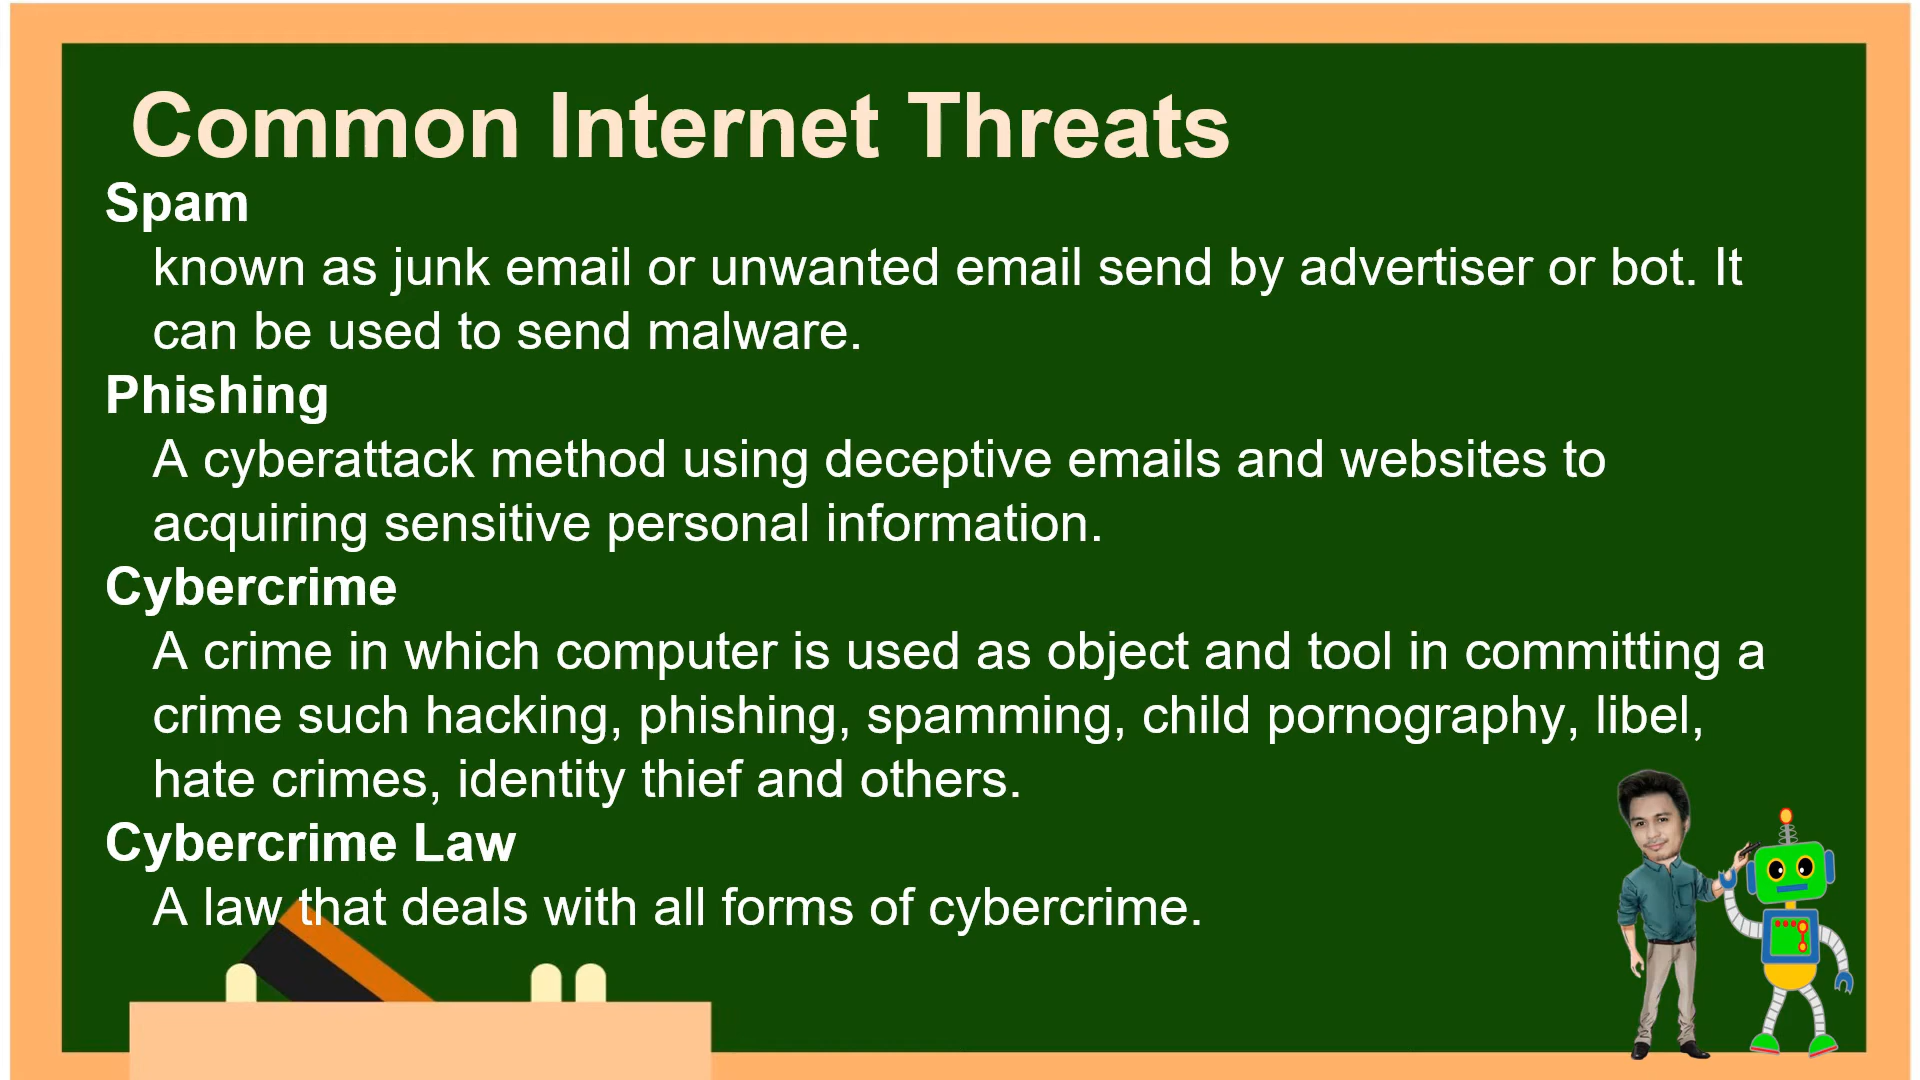 Common Internet Threats
Spam
known as junk email or unwanted email send by advertiser or bot. It
can be used to send malware.
Phishing
A cyberattack method using deceptive emails and websites to
acquiring sensitive personal information.
Cybercrime
A crime in which computer is used as object and tool in committing a
crime such hacking, phishing, spamming, child pornography, libel,
hate crimes, identity thief and others.
Cybercrime Law
A law that deals with all forms of cybercrime.